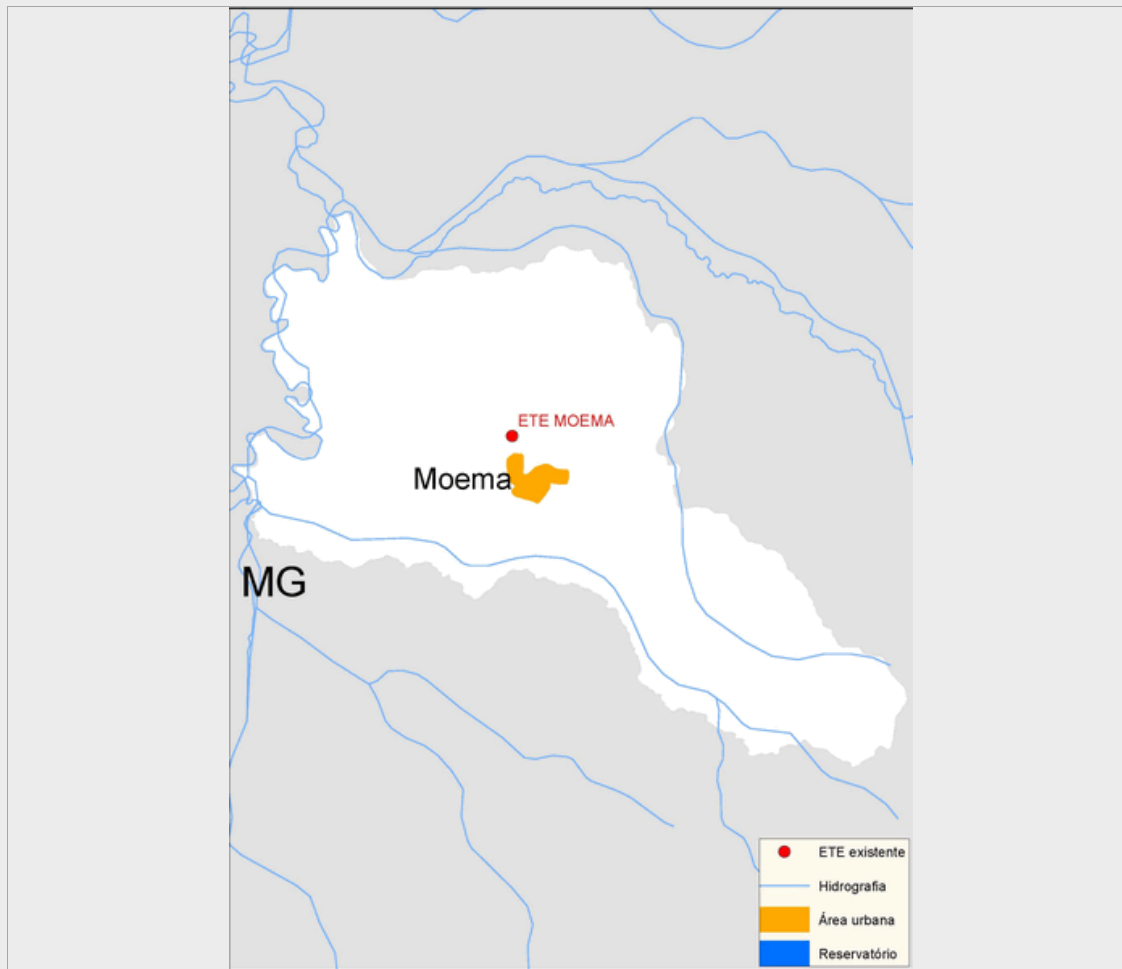 ETE MOEMA
Moema
MG
ETE existente
Hidrografia
Área urbana
Reservatório